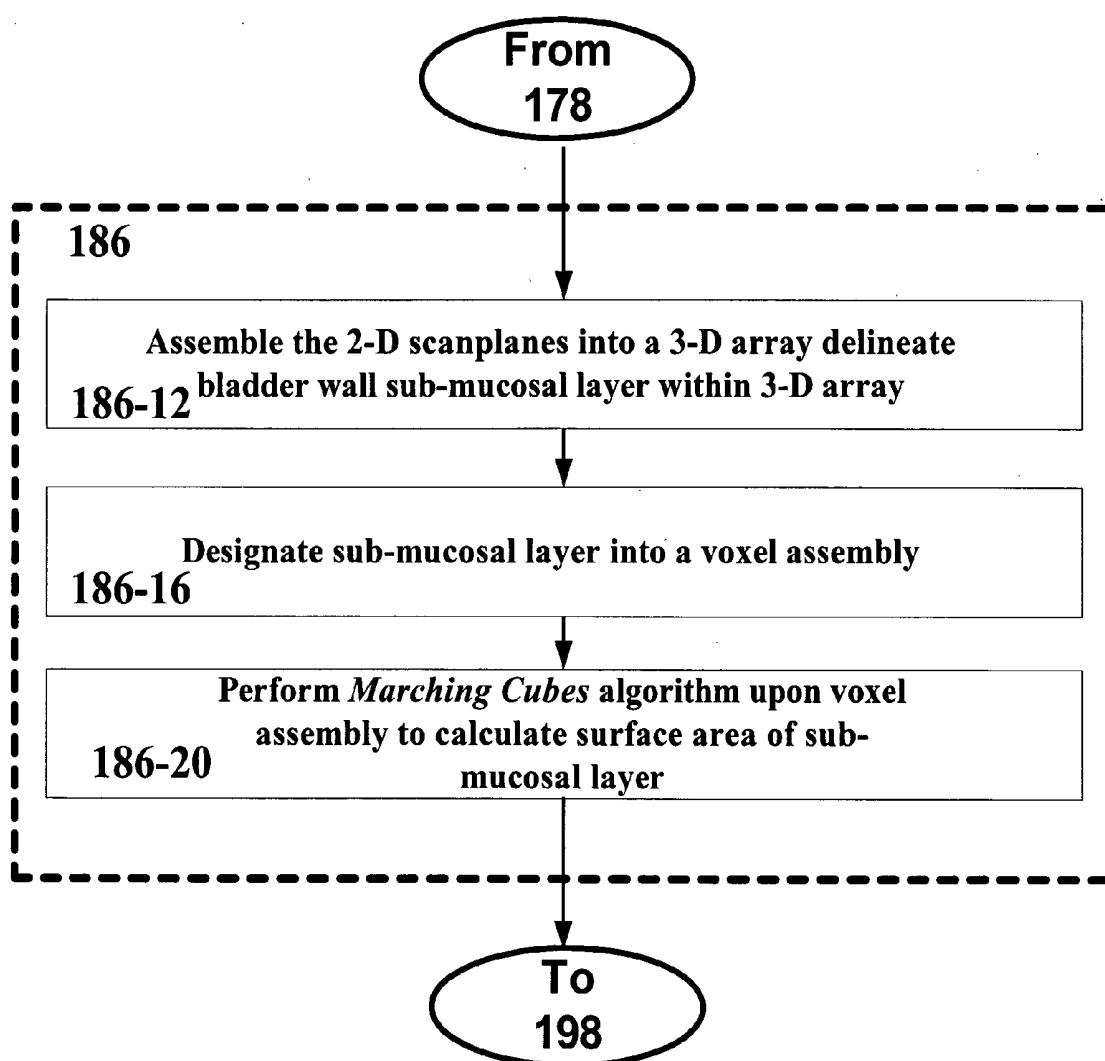 From
178
186
Assemble the 2-D scanplanes into a 3-D array delineate
bladder wall sub-mucosal layer within 3-D array
186-12
Designate sub-mucosal layer into a voxel assembly
186-16
Perform Marching Cubes algorithm upon voxel
assembly to calculate surface area of sub-
mucosal layer
186-20
To
198